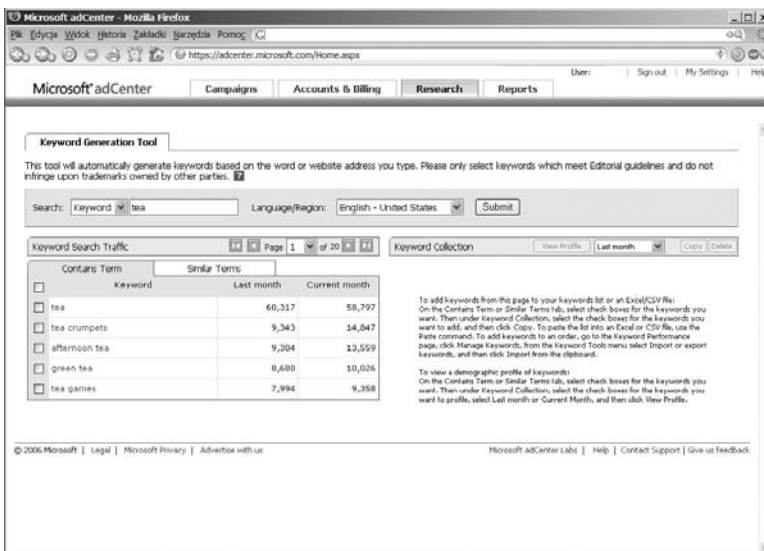 Microsoft adCenter - Mozilla Firefox
Plik Edycja Widok Historia Zakładki Narzędzia Pomoc
https://adcenter.microsoft.com/Home.aspx
User: | Sign out | My Settings | Help
Microsoft® adCenter Campaigns Accounts & Billing Research Reports
Keyword Generation Tool
This tool will automatically generate keywords based on the word or website address you type. Please only select keywords which meet Editorial guidelines and do not
infringe upon trademarks owned by other parties. ?
Search: Keyword tea Language/Region: English - United States Submit
Keyword Search Traffic Page 1 of 20 Keyword Collection View Profile Last month Copy Delete
Contains Term Similar Terms
Keyword Last month Current month
tea 60,317 58,797
tea crumpets 9,343 14,847
afternoon tea 9,304 13,559
green tea 8,680 10,026
tea games 7,994 9,358
To add keywords from this page to your keywords list or an Excel/CSV file:
On the Contains Term or Similar Terms tab, select check boxes for the keywords you
want. Then under Keyword Collection, select the check boxes for the keywords you
want to add, and then click Copy. To paste the list into an Excel or CSV file, use the
Paste command. To add keywords to an order, go to the Keyword Performance
page, click Manage Keywords, from the Keyword Tools menu select Import or export
keywords, and then click Import from the clipboard.
To view a demographic profile of keywords:
On the Contains Term or Similar Terms tab, select check boxes for the keywords you
want. Then under Keyword Collection, select the check boxes for the keywords you
want to profile, select Last month or Current Month, and then click View Profile.
© 2006 Microsoft | Legal | Microsoft Privacy | Advertise with us Microsoft adCenter Labs | Help | Contact Support | Give us feedback